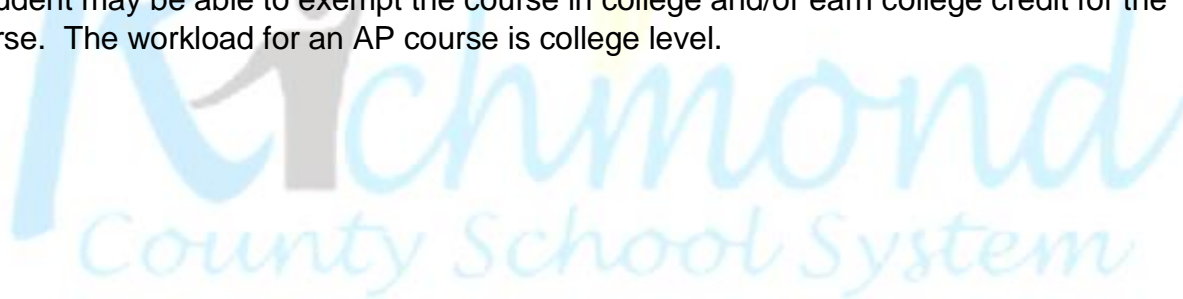 udent may be able to exempt the course in college and/or earn college credit for the
rse. The workload for an AP course is college level.
Richmond
County School System